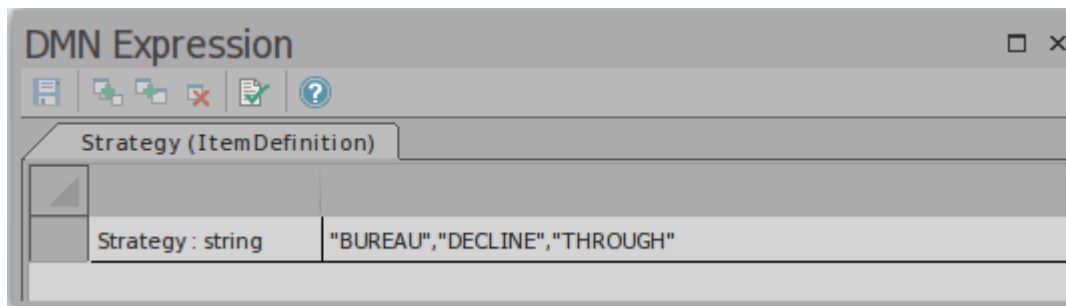 DMN Expression
Strategy (ItemDefinition)
Strategy : string "BUREAU","DECLINE","THROUGH"